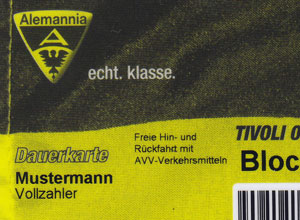 Alemannia
echt. klasse.
Dauerkarte
Mustermann
Vollzahler
Freie Hin- und
Rückfahrt mit
AVV-Verkehrsmitteln
TIVOLI
Bloc